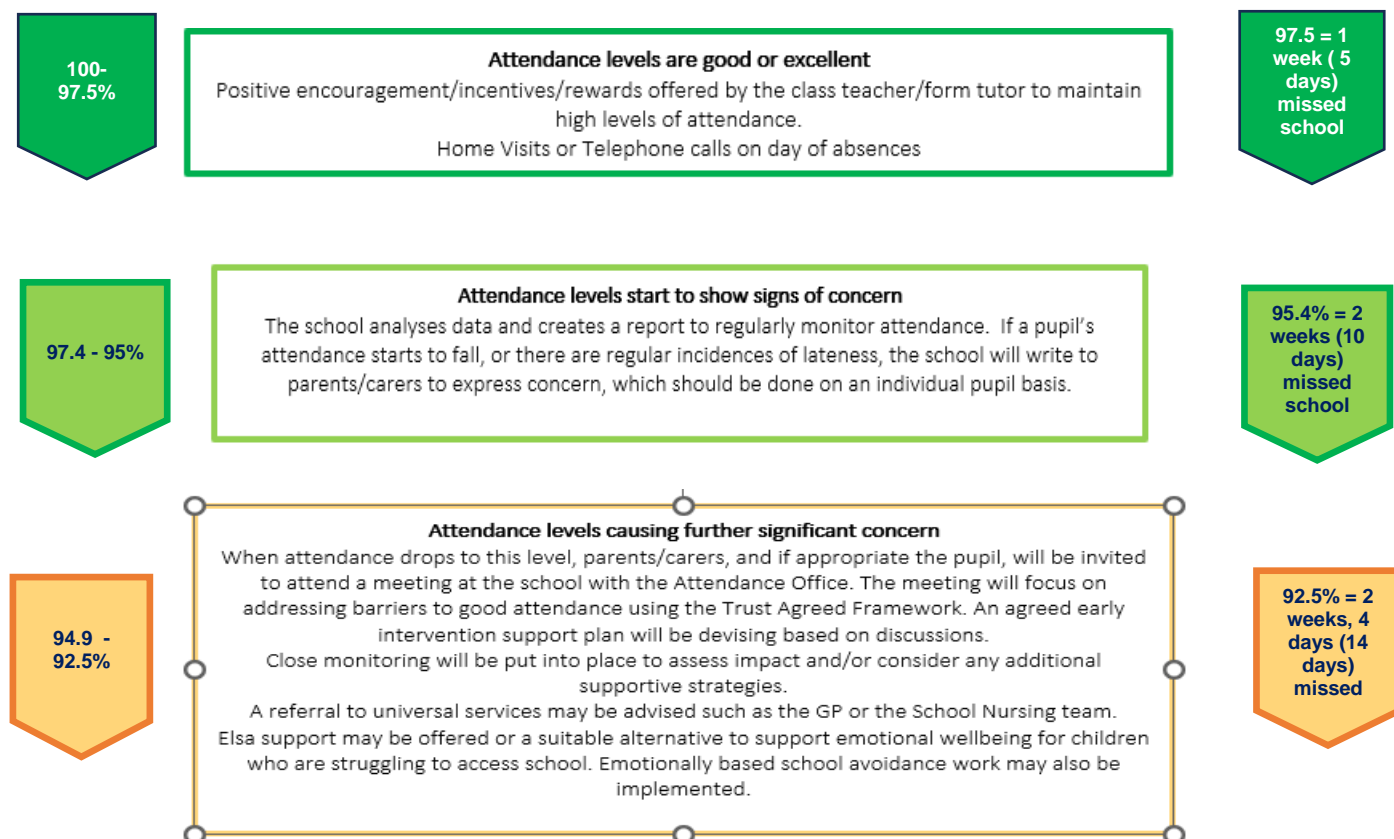 100-
97.5%
Attendance levels are good or excellent
Positive encouragement/incentives/rewards offered by the class teacher/form tutor to maintain
high levels of attendance.
Home Visits or Telephone calls on day of absences
97.5 = 1
week ( 5
days)
missed
school
97.4 - 95%
Attendance levels start to show signs of concern
The school analyses data and creates a report to regularly monitor attendance. If a pupil's
attendance starts to fall, or there are regular incidences of lateness, the school will write to
parents/carers to express concern, which should be done on an individual pupil basis.
95.4% = 2
weeks (10
days)
missed
school
94.9 -
92.5%
Attendance levels causing further significant concern
When attendance drops to this level, parents/carers, and if appropriate the pupil, will be invited
to attend a meeting at the school with the Attendance Office. The meeting will focus on
addressing barriers to good attendance using the Trust Agreed Framework. An agreed early
intervention support plan will be devising based on discussions.
Close monitoring will be put into place to assess impact and/or consider any additional
supportive strategies.
A referral to universal services may be advised such as the GP or the School Nursing team.
Elsa support may be offered or a suitable alternative to support emotional wellbeing for children
who are struggling to access school. Emotionally based school avoidance work may also be
implemented.
92.5% = 2
weeks, 4
days (14
days)
missed